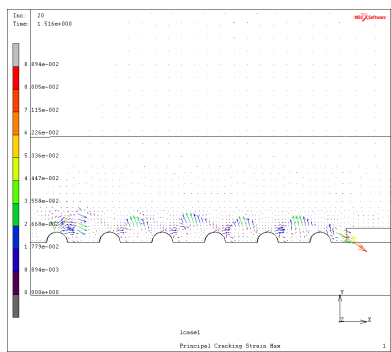 Inc: 20
Time: 1.516e+000
MSC Software
8.894e-002
8.005e-002
7.115e-002
6.226e-002
5.336e-002
4.447e-002
3.558e-002
2.668e-002
1.779e-002
8.894e-003
0.000e+000
Y
Z X
lcase1
Principal Cracking Strain Max
1